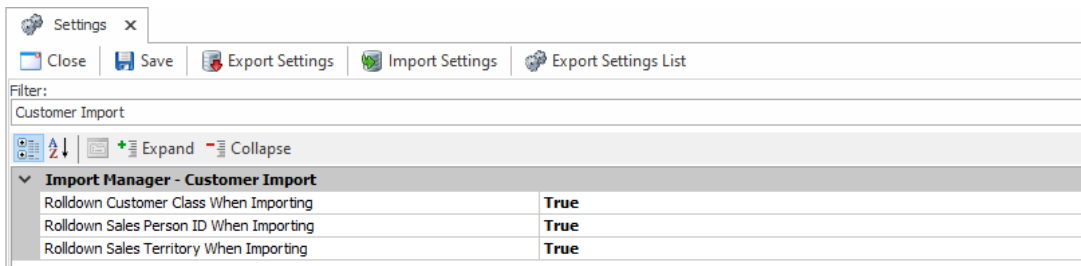 Settings x
Close Save Export Settings Import Settings Export Settings List
Filter:
Customer Import
Expand Collapse
Import Manager - Customer Import
Rolldown Customer Class When Importing True
Rolldown Sales Person ID When Importing True
Rolldown Sales Territory When Importing True